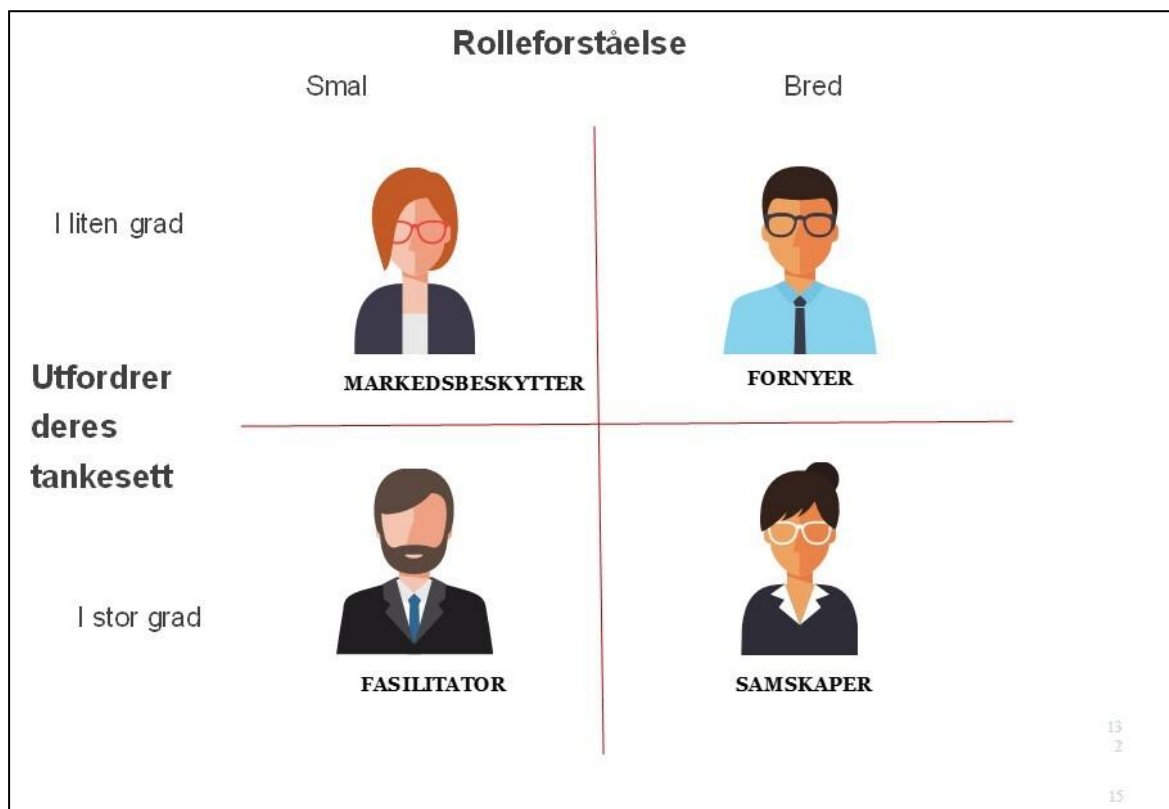 Rolleforståelse
Smal
Bred
I liten grad
MARKEDSBESKYTTER
FORNYER
Utfordrer
deres
tankesett
I stor grad
FASILITATOR
SAMSKAPER
13
2
15